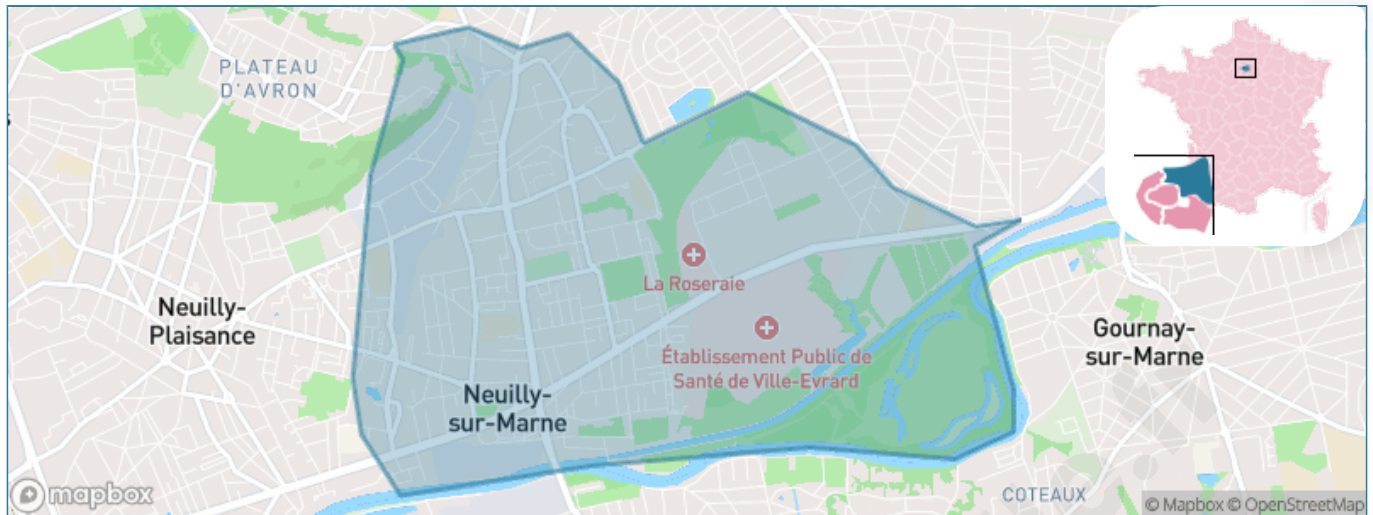 PLATEAU
D'AVRON
La Roseraie
Neuilly-
Plaisance
Établissement Public de
Santé de Ville-Evrard
Gournay-
sur-Marne
Neuilly-
sur-Marne
COTEAUX
mapbox
© Mapbox © OpenStreetMap